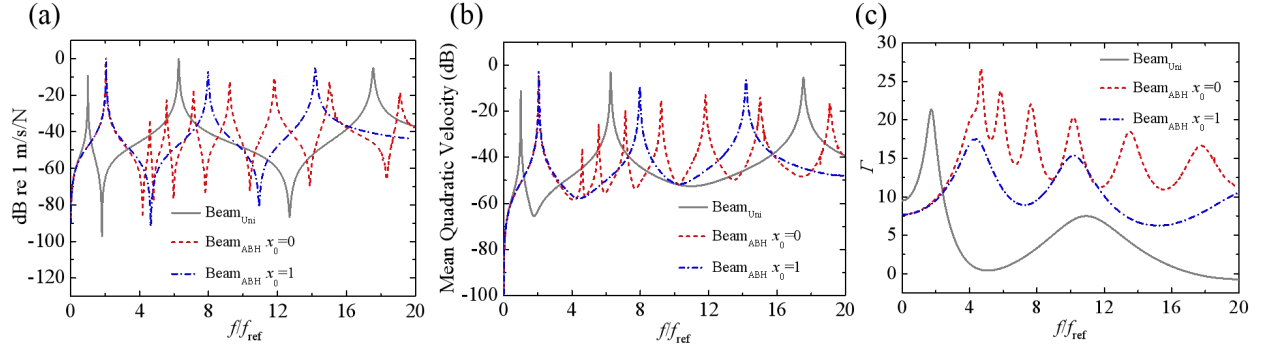 (a)
dB re 1 m/s/N
0
-20
-40
-60
-80
-100
-120
0 4 8 12 16 20
f/f_ref
Beam_Uni
Beam_ABH x_0=0
Beam_ABH x_0=1
(b)
Mean Quadratic Velocity (dB)
0
-20
-40
-60
-80
-100
0 4 8 12 16 20
f/f_ref
Beam_Uni
Beam_ABH x_0=0
Beam_ABH x_0=1
(c)
Γ
30
25
20
15
10
5
0
0 4 8 12 16 20
f/f_ref
Beam_Uni
Beam_ABH x_0=0
Beam_ABH x_0=1